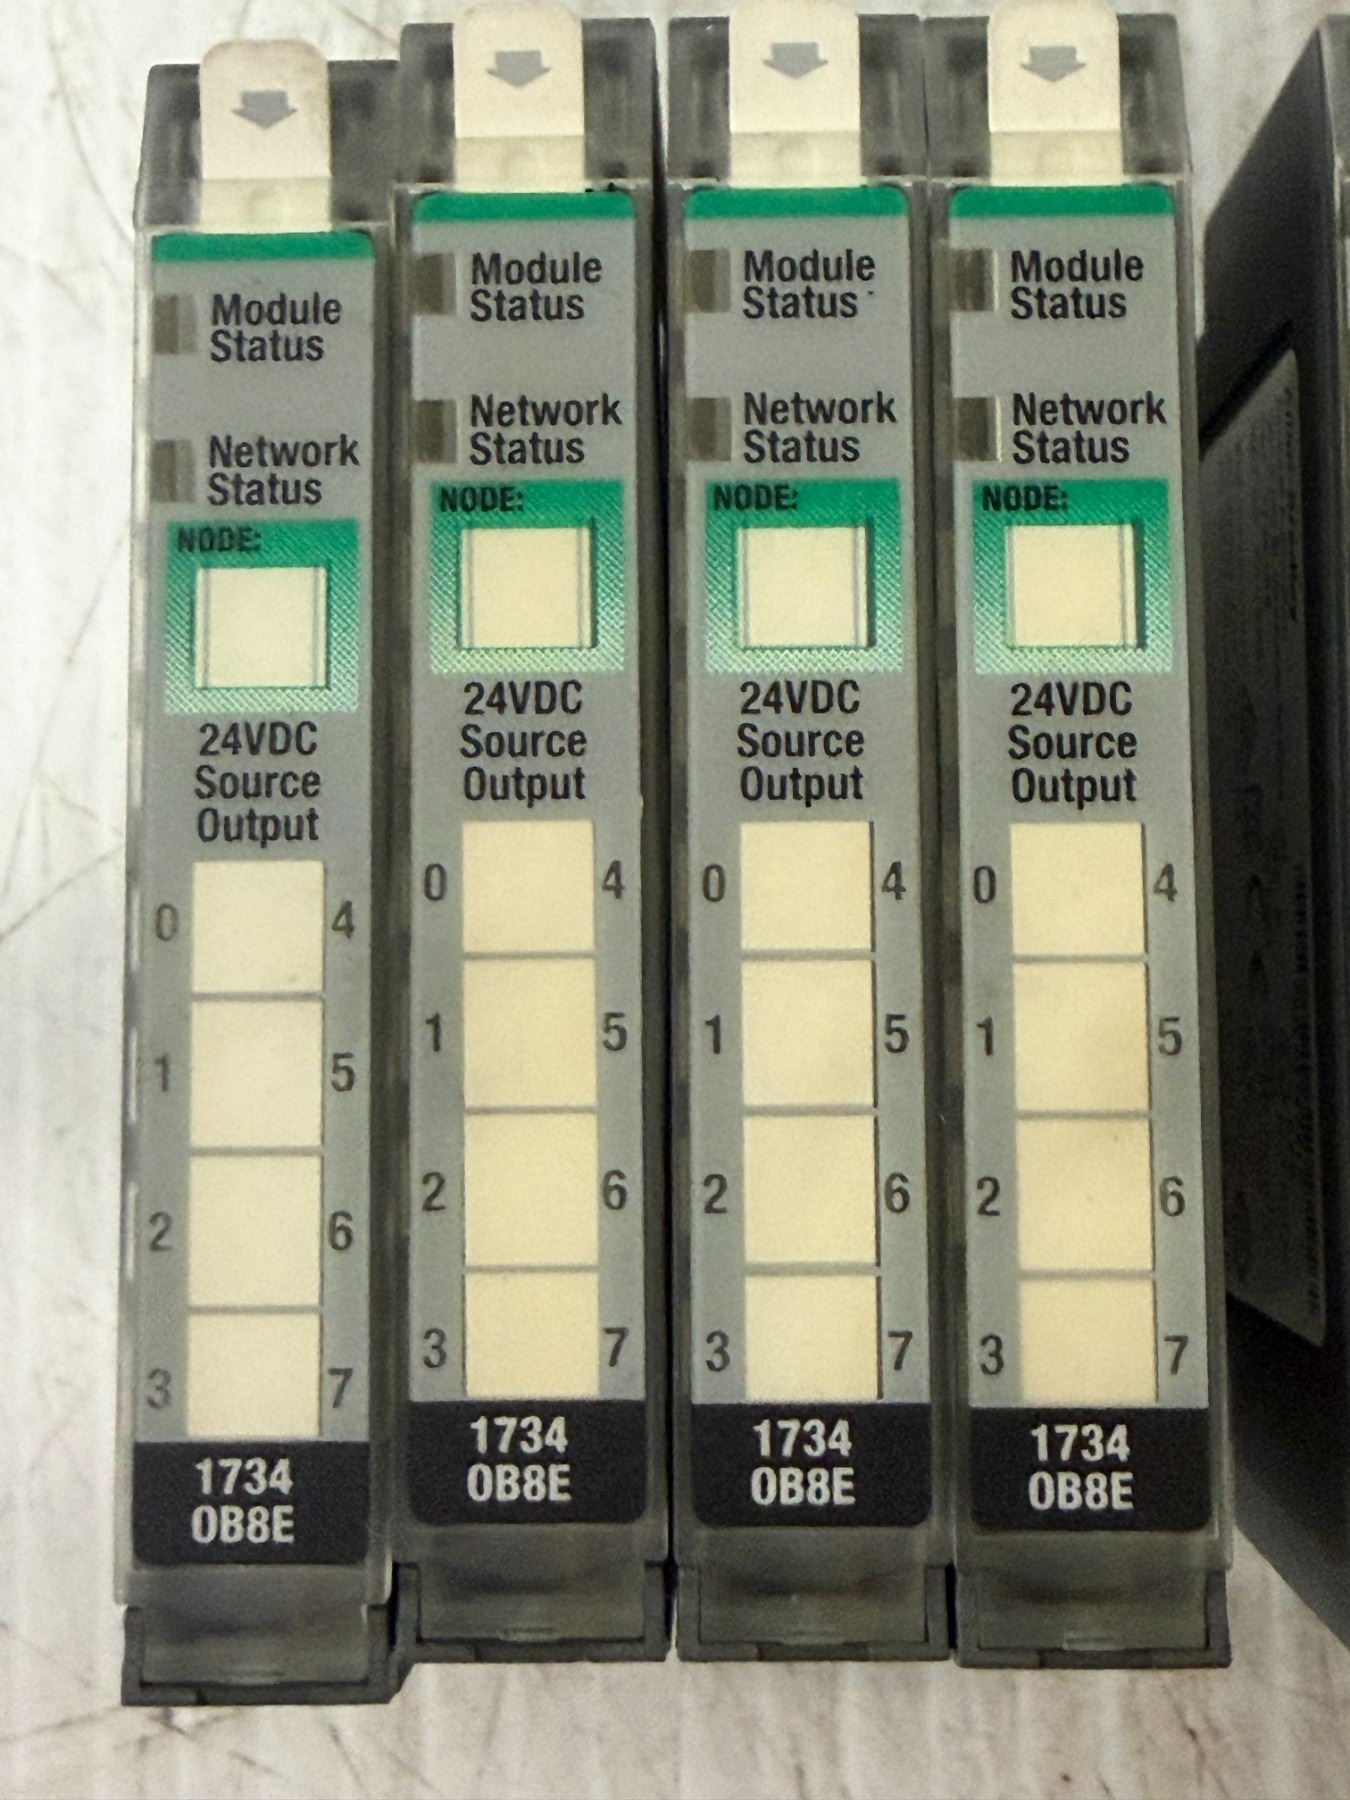 Module
Status
Network
Status
NODE:
24VDC
Source
Output
0 4
1 5
2 6
3 7
1734
OB8E
Module
Status
Network
Status
NODE:
24VDC
Source
Output
0 4
1 5
2 6
3 7
1734
OB8E
Module
Status
Network
Status
NODE:
24VDC
Source
Output
0 4
1 5
2 6
3 7
1734
OB8E
Module
Status
Network
Status
NODE:
24VDC
Source
Output
0 4
1 5
2 6
3 7
1734
OB8E